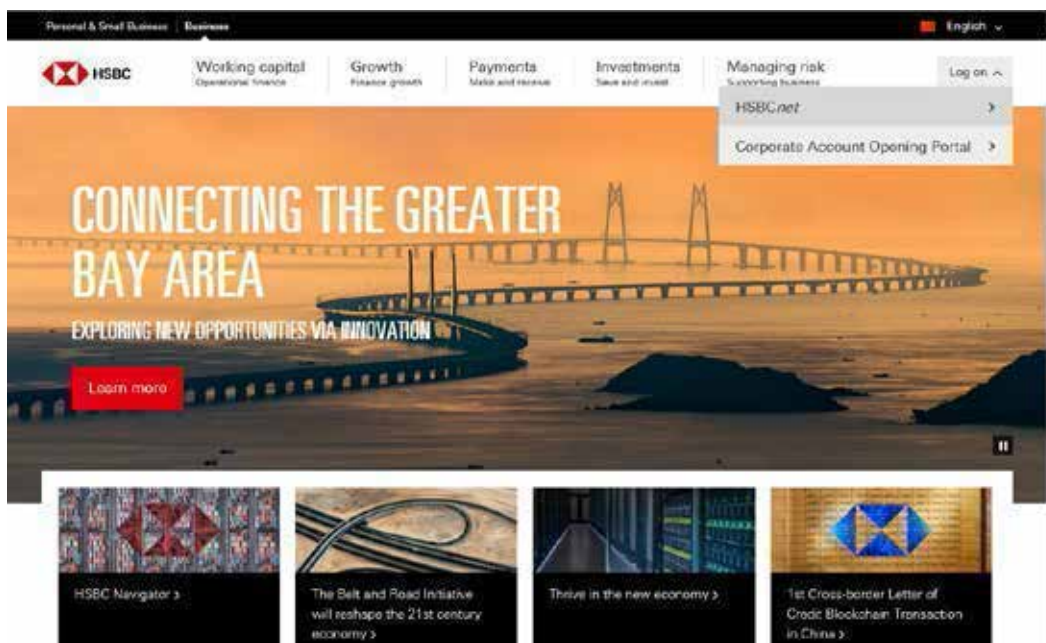 Personal & Small Business
Business
English
HSBC
Working capital
Operational finance
Growth
Finance growth
Payments
Make and receive
Investments
Save and invest
Managing risk
Supporting business
Log on
HSBCnet
Corporate Account Opening Portal
CONNECTING THE GREATER
BAY AREA
EXPLORING NEW OPPORTUNITIES VIA INNOVATION
Learn more
HSBC Navigator
The Belt and Road Initiative
will reshape the 21st century
economy
Thrive in the new economy
1st Cross-border Letter of
Credit Blockchain Transaction
in China